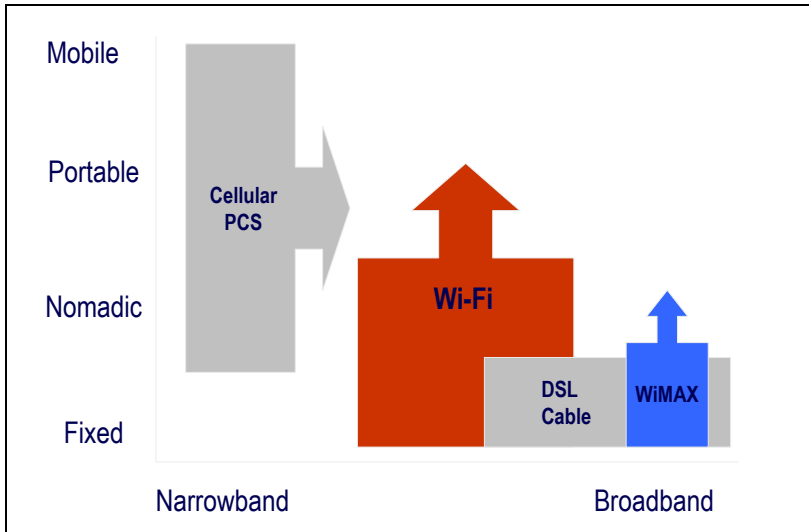 Mobile
Portable
Cellular
PCS
Wi-Fi
Nomadic
DSL
Cable
WiMAX
Fixed
Narrowband
Broadband